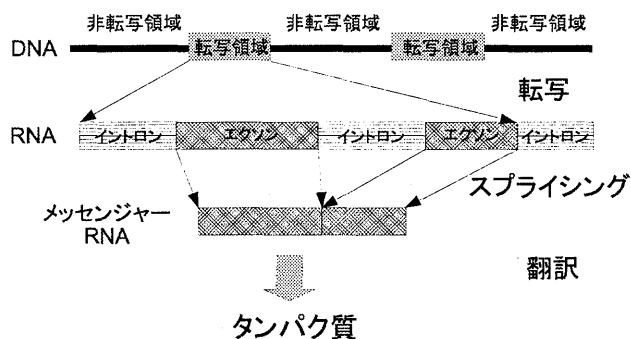 非転写領域 非転写領域 非転写領域
DNA 転写領域 転写領域
転写
RNA イントロン エクソン イントロン エクソン イントロン
スプライシング
メッセンジャー
RNA
翻訳
タンパク質